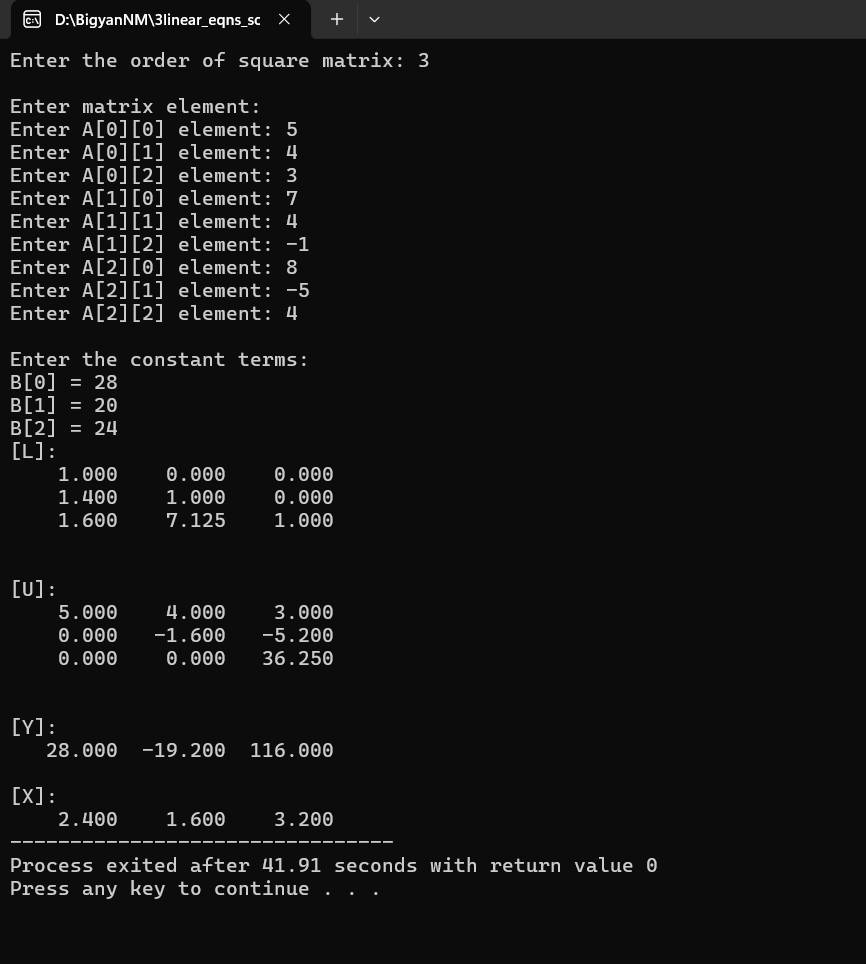 D:\BigyanNM\3linear_eqns_sc
Enter the order of square matrix: 3
Enter matrix element:
Enter A[0][0] element: 5
Enter A[0][1] element: 4
Enter A[0][2] element: 3
Enter A[1][0] element: 7
Enter A[1][1] element: 4
Enter A[1][2] element: -1
Enter A[2][0] element: 8
Enter A[2][1] element: -5
Enter A[2][2] element: 4
Enter the constant terms:
B[0] = 28
B[1] = 20
B[2] = 24
[L]:
1.000 0.000 0.000
1.400 1.000 0.000
1.600 7.125 1.000
[U]:
5.000 4.000 3.000
0.000 -1.600 -5.200
0.000 0.000 36.250
[Y]:
28.000 -19.200 116.000
[X]:
2.400 1.600 3.200
--------------------------------
Process exited after 41.91 seconds with return value 0
Press any key to continue . . .